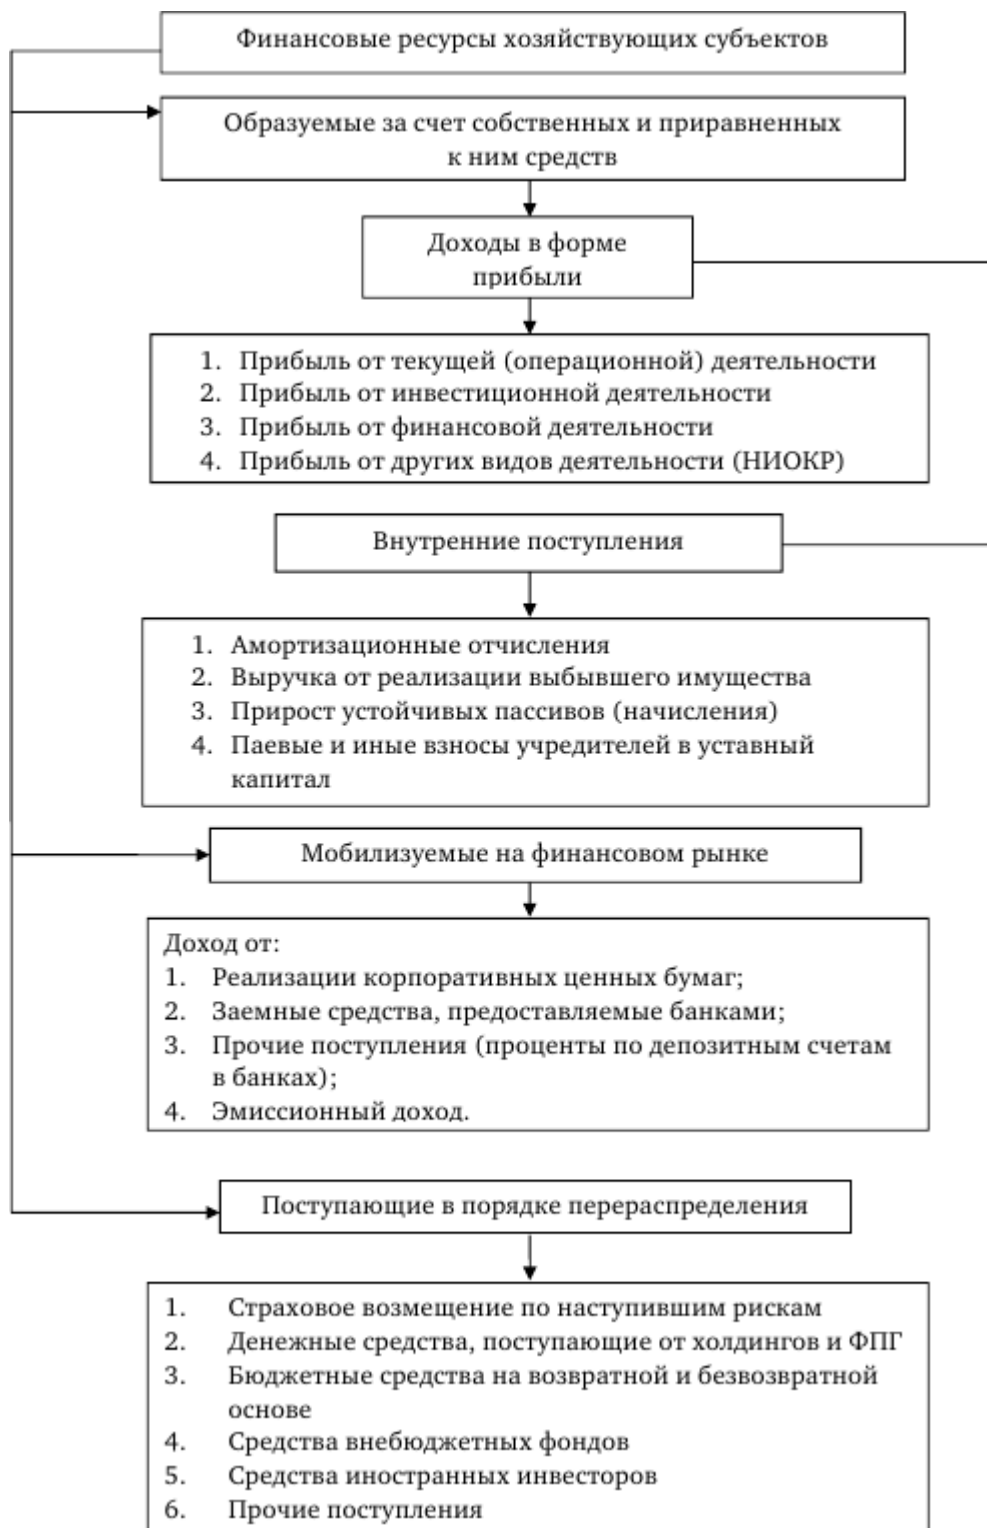 Финансовые ресурсы хозяйствующих субъектов
Образуемые за счет собственных и приравненных
к ним средств
Доходы в форме
прибыли
1. Прибыль от текущей (операционной) деятельности
2. Прибыль от инвестиционной деятельности
3. Прибыль от финансовой деятельности
4. Прибыль от других видов деятельности (НИОКР)
Внутренние поступления
1. Амортизационные отчисления
2. Выручка от реализации выбывшего имущества
3. Прирост устойчивых пассивов (начисления)
4. Паевые и иные взносы учредителей в уставный
капитал
Мобилизуемые на финансовом рынке
Доход от:
1. Реализации корпоративных ценных бумаг;
2. Заемные средства, предоставляемые банками;
3. Прочие поступления (проценты по депозитным счетам
в банках);
4. Эмиссионный доход.
Поступающие в порядке перераспределения
1. Страховое возмещение по наступившим рискам
2. Денежные средства, поступающие от холдингов и ФПГ
3. Бюджетные средства на возвратной и безвозвратной
основе
4. Средства внебюджетных фондов
5. Средства иностранных инвесторов
6. Прочие поступления